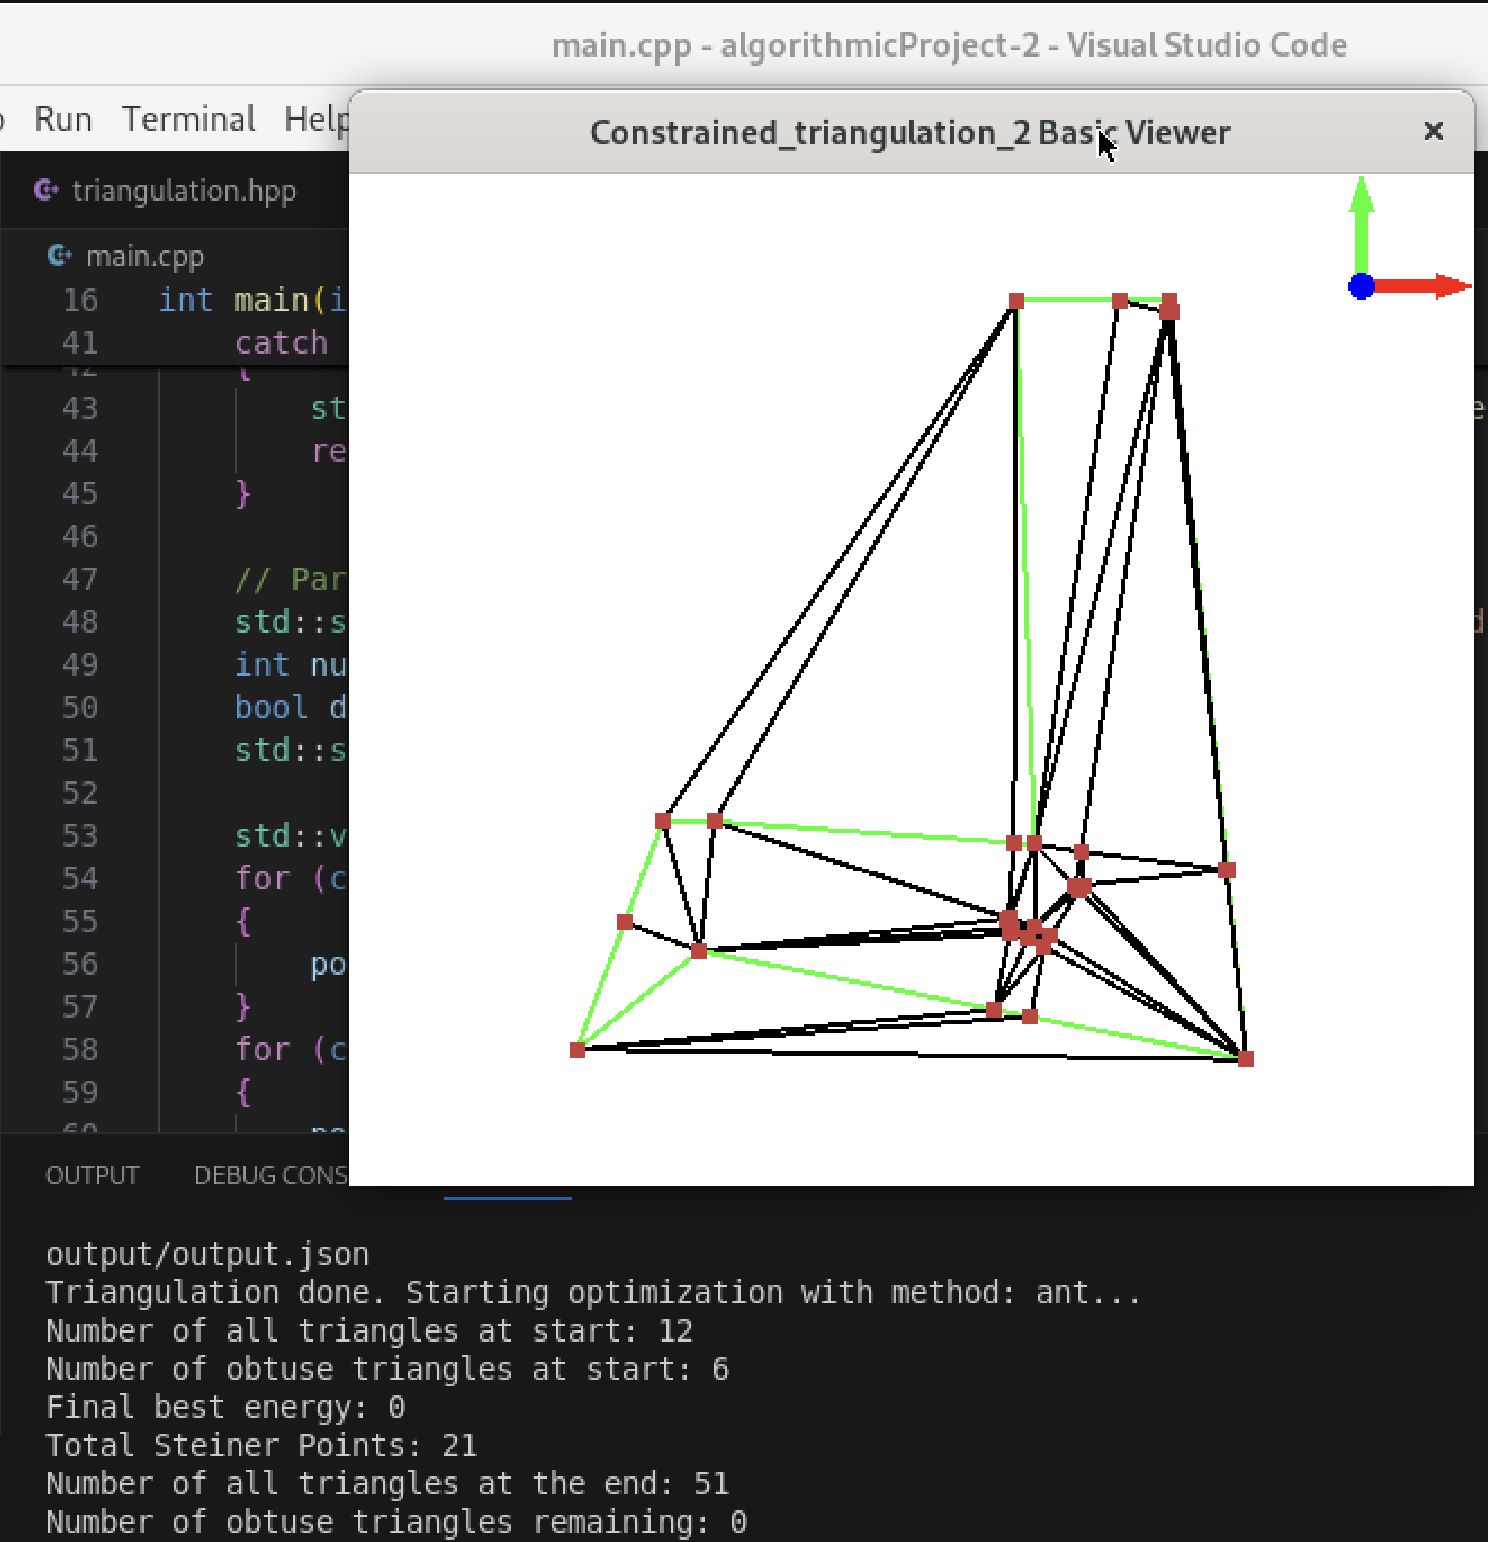 main.cpp - algorithmicProject-2 - Visual Studio Code
Run Terminal Help
Constrained_triangulation_2 Basic Viewer ×
triangulation.hpp
main.cpp
16 int main(i
41 catch
42 {
43 st
44 re
45 }
46
47 // Par
48 std::s
49 int nu
50 bool d
51 std::s
52
53 std::v
54 for (c
55 {
56 po
57 }
58 for (c
59 {
60 po
OUTPUT DEBUG CONS
output/output.json
Triangulation done. Starting optimization with method: ant...
Number of all triangles at start: 12
Number of obtuse triangles at start: 6
Final best energy: 0
Total Steiner Points: 21
Number of all triangles at the end: 51
Number of obtuse triangles remaining: 0